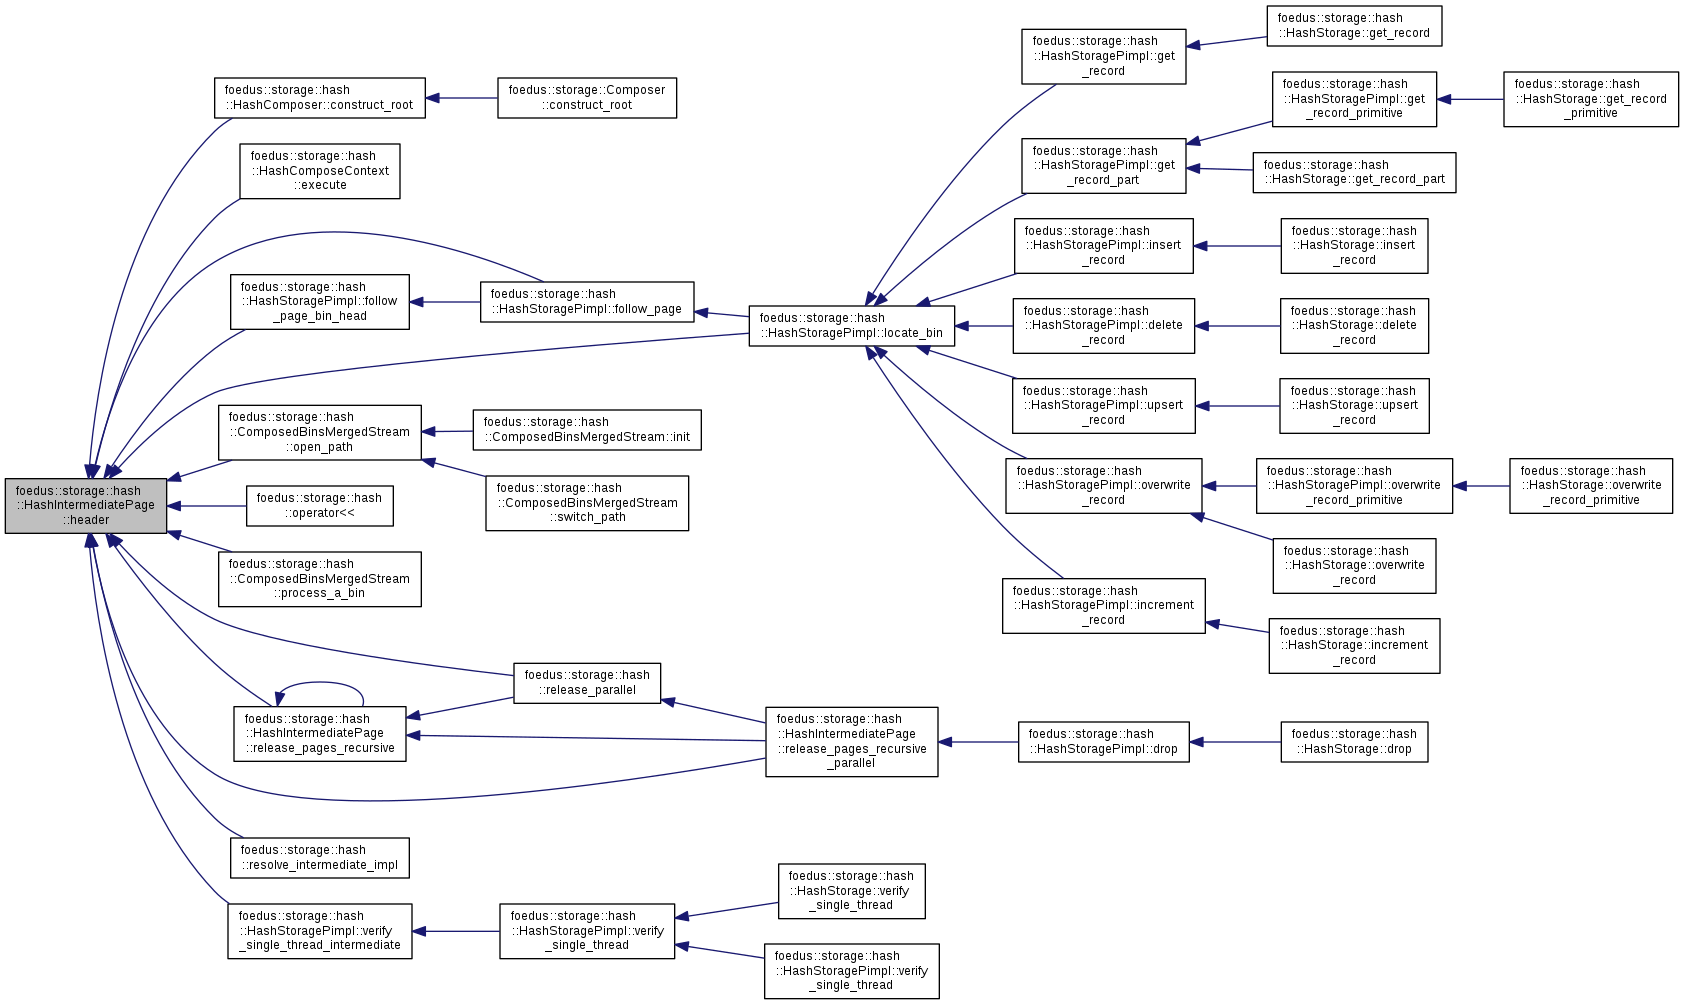 foedus::storage::hash
::HashIntermediatePage
::header
foedus::storage::hash
::HashComposer::construct_root
foedus::storage::Composer
::construct_root
foedus::storage::hash
::HashComposeContext
::execute
foedus::storage::hash
::HashStoragePimpl::follow
_page_bin_head
foedus::storage::hash
::HashStoragePimpl::follow_page
foedus::storage::hash
::HashStoragePimpl::locate_bin
foedus::storage::hash
::HashStoragePimpl::get
_record
foedus::storage::hash
::HashStorage::get_record
foedus::storage::hash
::HashStoragePimpl::get
_record_part
foedus::storage::hash
::HashStoragePimpl::get
_record_primitive
foedus::storage::hash
::HashStorage::get_record
_primitive
foedus::storage::hash
::HashStorage::get_record_part
foedus::storage::hash
::HashStoragePimpl::insert
_record
foedus::storage::hash
::HashStorage::insert
_record
foedus::storage::hash
::HashStoragePimpl::delete
_record
foedus::storage::hash
::HashStorage::delete
_record
foedus::storage::hash
::HashStoragePimpl::upsert
_record
foedus::storage::hash
::HashStorage::upsert
_record
foedus::storage::hash
::HashStoragePimpl::overwrite
_record
foedus::storage::hash
::HashStoragePimpl::overwrite
_record_primitive
foedus::storage::hash
::HashStorage::overwrite
_record_primitive
foedus::storage::hash
::HashStorage::overwrite
_record
foedus::storage::hash
::HashStoragePimpl::increment
_record
foedus::storage::hash
::HashStorage::increment
_record
foedus::storage::hash
::ComposedBinsMergedStream
::open_path
foedus::storage::hash
::ComposedBinsMergedStream::init
foedus::storage::hash
::ComposedBinsMergedStream
::switch_path
foedus::storage::hash
::operator<<
foedus::storage::hash
::ComposedBinsMergedStream
::process_a_bin
foedus::storage::hash
::release_parallel
foedus::storage::hash
::HashIntermediatePage
::release_pages_recursive
foedus::storage::hash
::HashIntermediatePage
::release_pages_recursive
_parallel
foedus::storage::hash
::HashStoragePimpl::drop
foedus::storage::hash
::HashStorage::drop
foedus::storage::hash
::resolve_intermediate_impl
foedus::storage::hash
::HashStoragePimpl::verify
_single_thread_intermediate
foedus::storage::hash
::HashStoragePimpl::verify
_single_thread
foedus::storage::hash
::HashStorage::verify
_single_thread
foedus::storage::hash
::HashStoragePimpl::verify
_single_thread